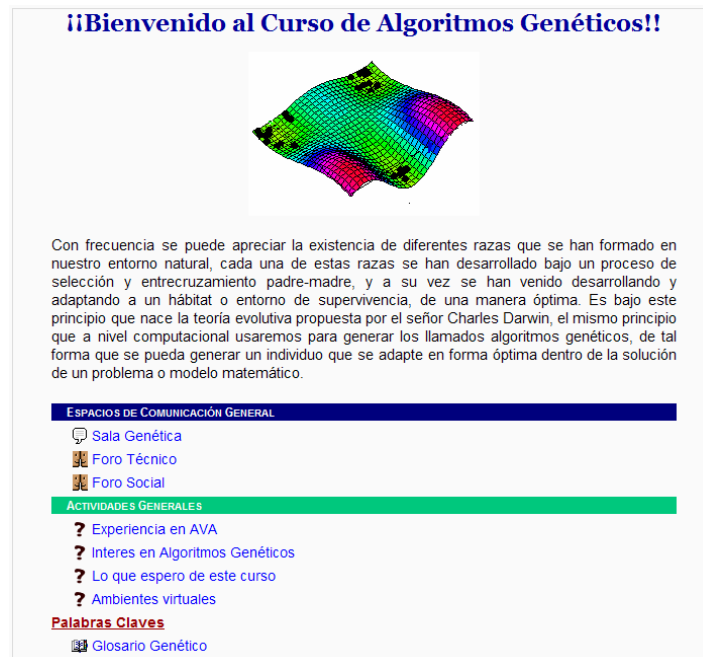 ¡¡Bienvenido al Curso de Algoritmos Genéticos!!
Con frecuencia se puede apreciar la existencia de diferentes razas que se han formado en
nuestro entorno natural, cada una de estas razas se han desarrollado bajo un proceso de
selección y entrecruzamiento padre-madre, y a su vez se han venido desarrollando y
adaptando a un hábitat o entorno de supervivencia, de una manera óptima. Es bajo este
principio que nace la teoría evolutiva propuesta por el señor Charles Darwin, el mismo principio
que a nivel computacional usaremos para generar los llamados algoritmos genéticos, de tal
forma que se pueda generar un individuo que se adapte en forma óptima dentro de la solución
de un problema o modelo matemático.
ESPACIOS DE COMUNICACIÓN GENERAL
Sala Genética
Foro Técnico
Foro Social
ACTIVIDADES GENERALES
? Experiencia en AVA
? Interes en Algoritmos Genéticos
? Lo que espero de este curso
? Ambientes virtuales
Palabras Claves
Glosario Genético